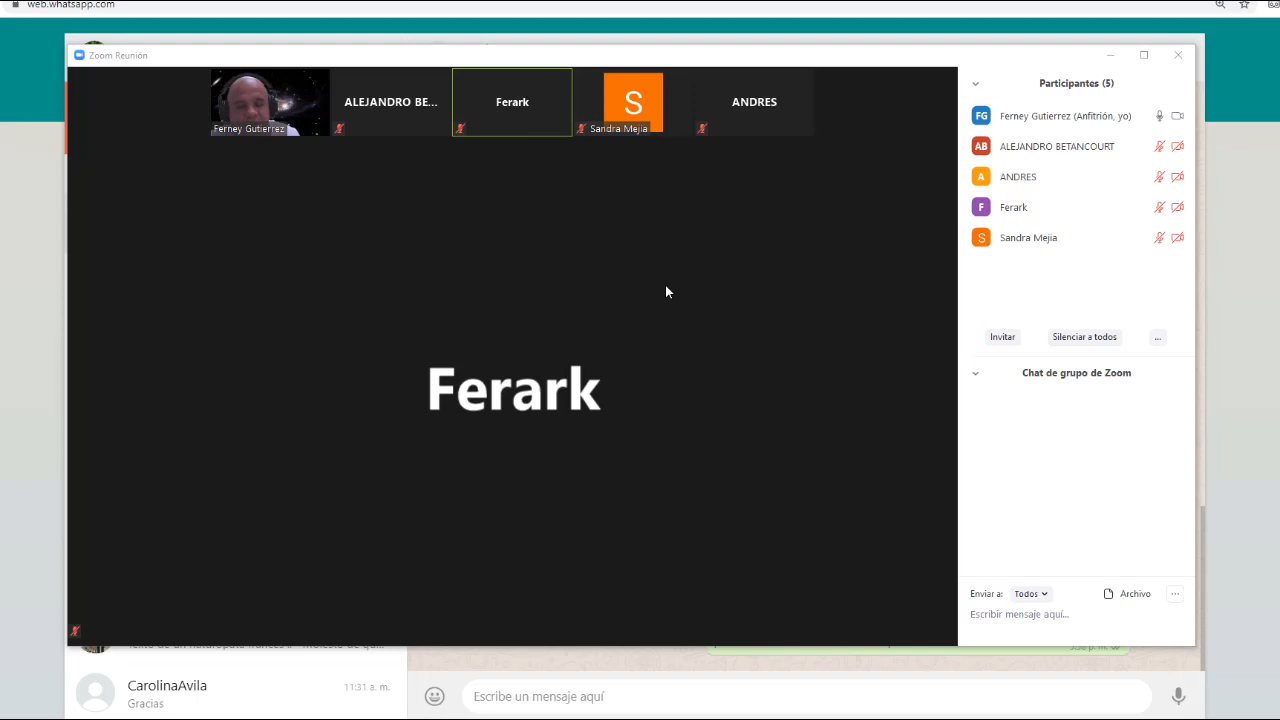 web.whatsapp.com
Zoom Reunión
Ferney Gutierrez
ALEJANDRO BE...
Ferark
S
Sandra Mejia
ANDRES
Participantes (5)
FG Ferney Gutierrez (Anfitrión, yo)
AB ALEJANDRO BETANCOURT
A ANDRES
F Ferark
S Sandra Mejia
Invitar Silenciar a todos ...
Chat de grupo de Zoom
Ferark
Enviar a: Todos Archivo ...
Escribir mensaje aquí...
CarolinaAvila 11:31 a. m.
Gracias
Escribe un mensaje aquí